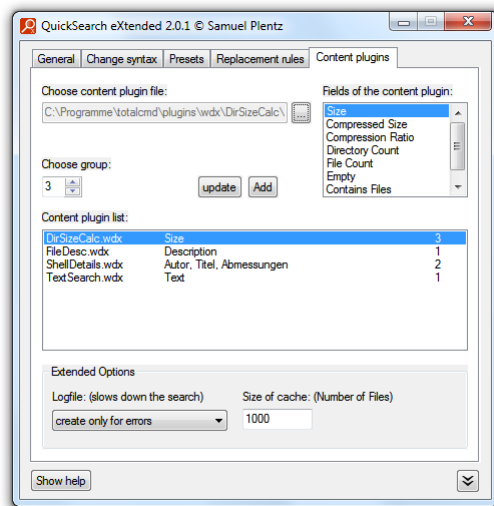 QuickSearch eXtended 2.0.1 © Samuel Plentz
General Change syntax Presets Replacement rules Content plugins
Choose content plugin file: Fields of the content plugin:
C:\Programme\totalcmd\plugins\wdx\DirSizeCalc\ ... Size
Compressed Size
Compression Ratio
Directory Count
File Count
Empty
Contains Files
Choose group:
3 update Add
Content plugin list:
DirSizeCalc.wdx Size 3
FileDesc.wdx Description 1
ShellDetails.wdx Autor, Titel, Abmessungen 2
TextSearch.wdx Text 1
Extended Options
Logfile: (slows down the search) Size of cache: (Number of Files)
create only for errors 1000
Show help